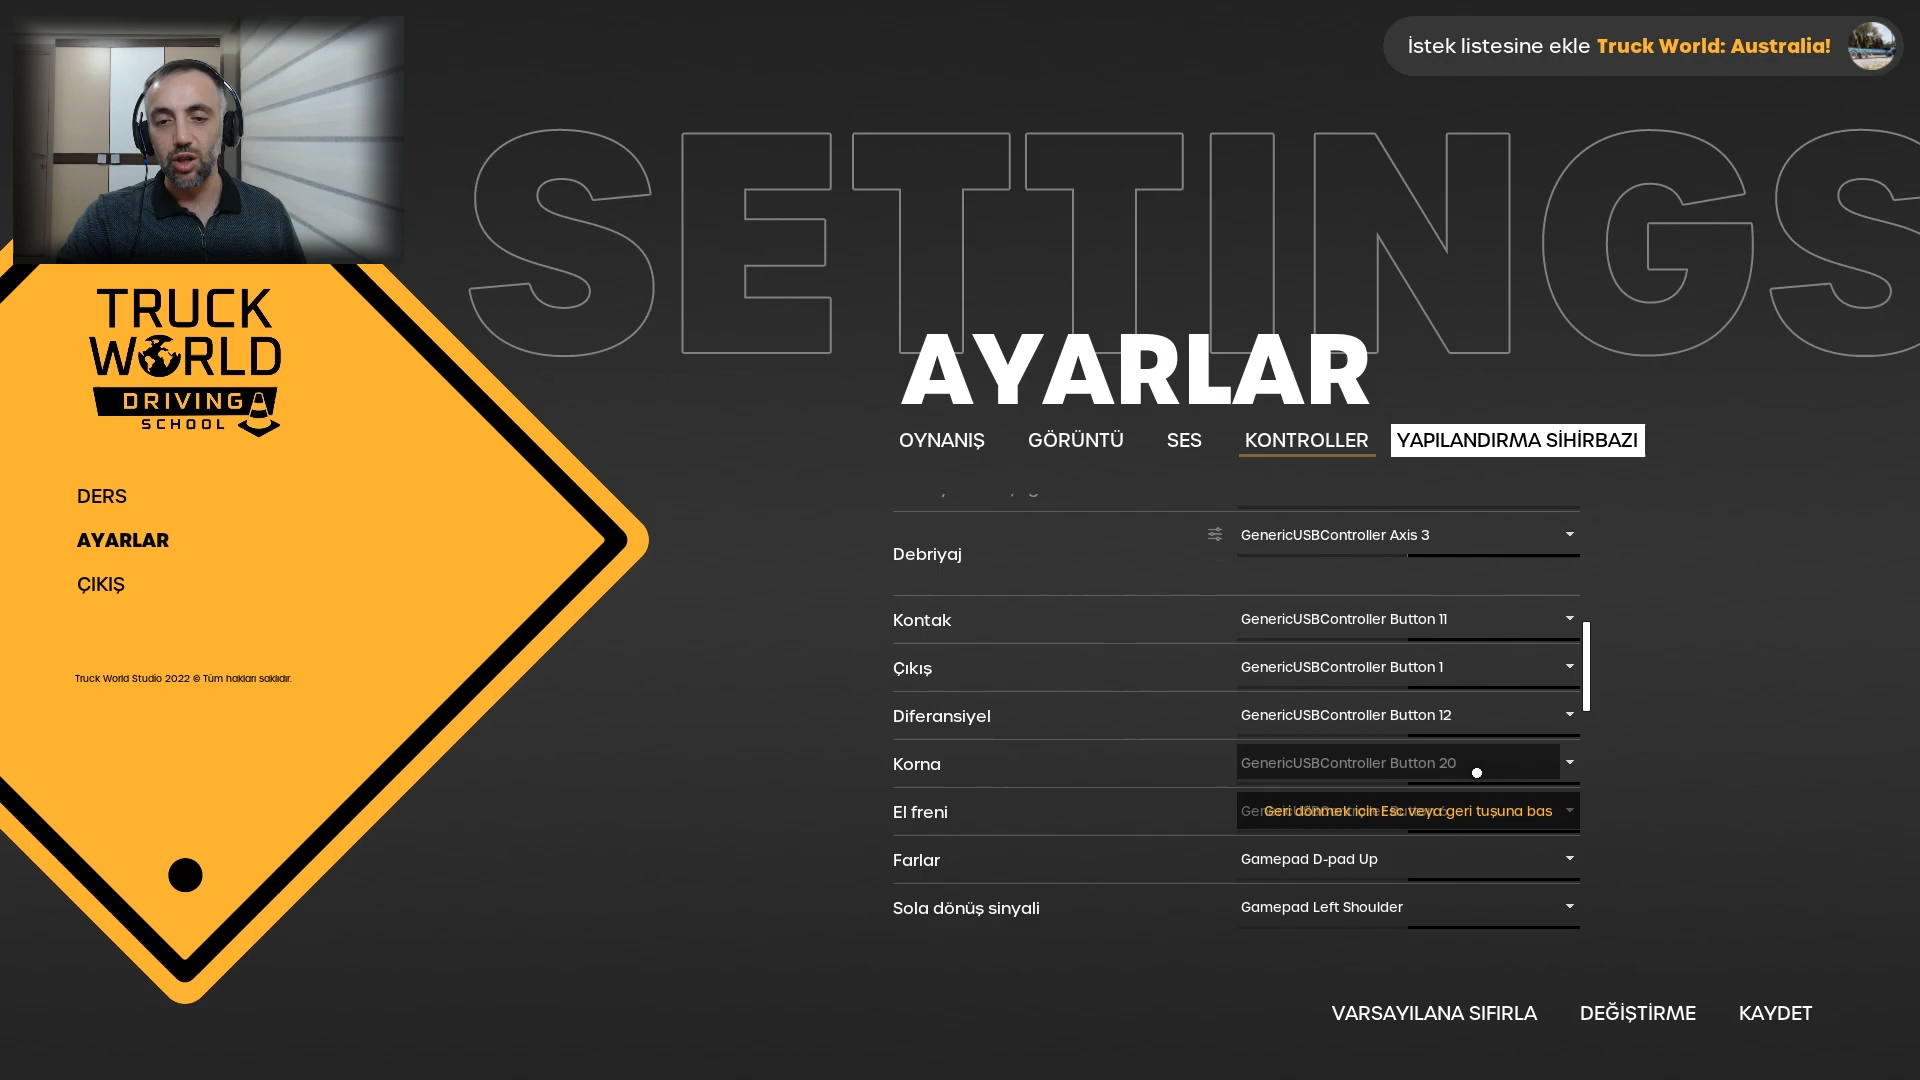 İstek listesine ekle Truck World: Australia!
SETTINGS
AYARLAR
OYNANIŞ GÖRÜNTÜ SES KONTROLLER YAPILANDIRMA SİHİRBAZI
TRUCK
WORLD
DRIVING
SCHOOL
DERS
AYARLAR
ÇIKIŞ
Truck World Studio 2022 © Tüm hakları saklıdır.
Debriyaj GenericUSBController Axis 3
Kontak GenericUSBController Button 11
Çıkış GenericUSBController Button 1
Diferansiyel GenericUSBController Button 12
Korna GenericUSBController Button 20
El freni Geri dönmek için Esc veya geri tuşuna bas
Farlar Gamepad D-pad Up
Sola dönüş sinyali Gamepad Left Shoulder
VARSAYILANA SIFIRLA DEĞİŞTİRME KAYDET